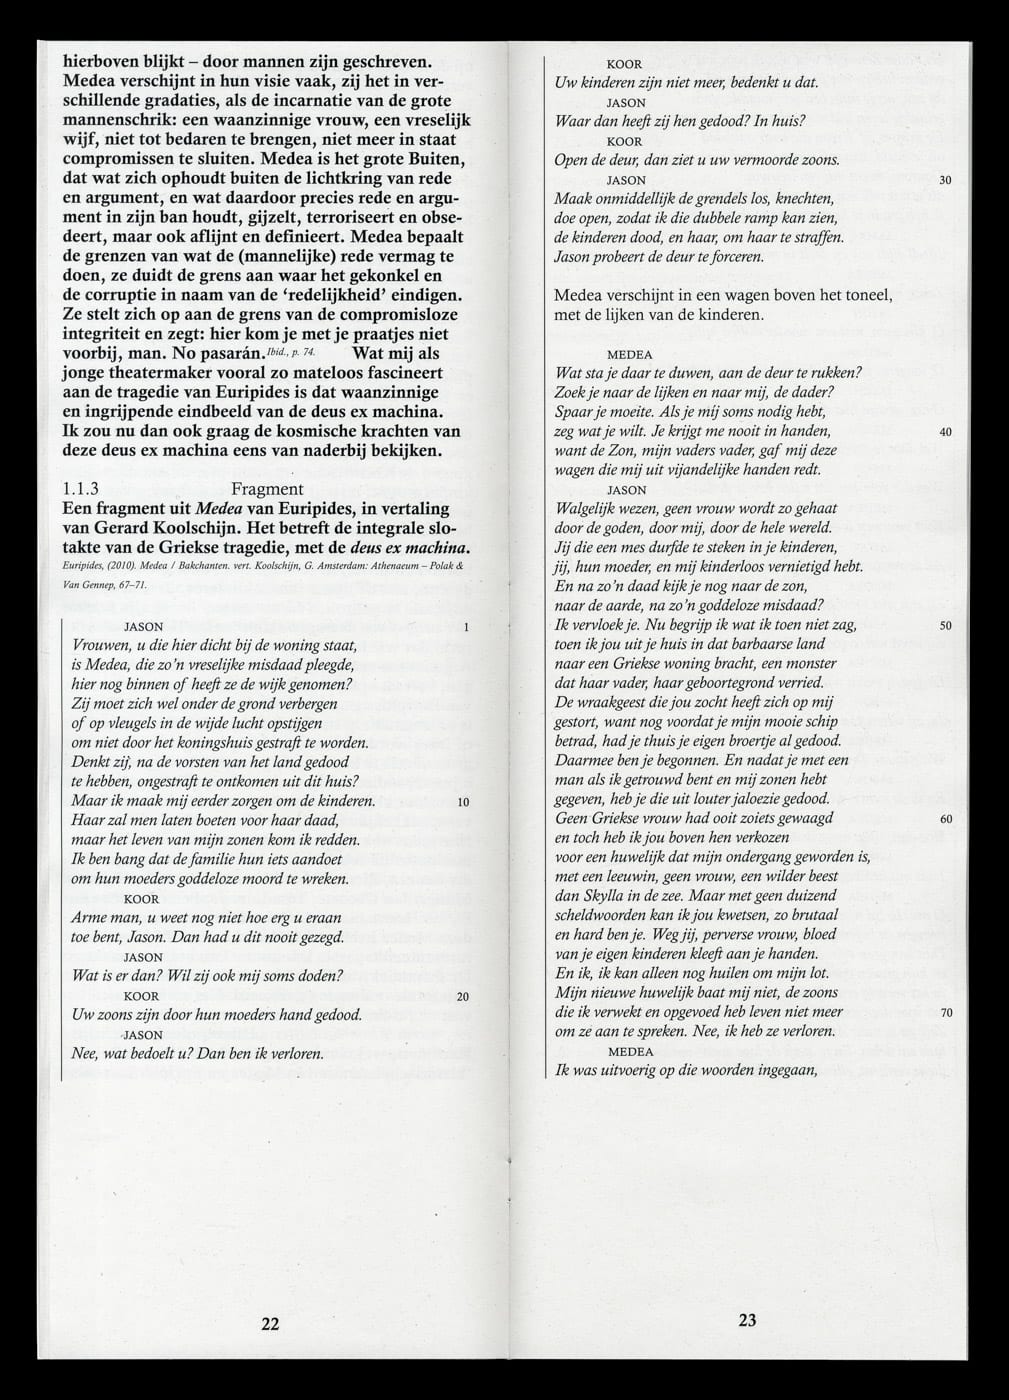 hierboven blijkt – door mannen zijn geschreven.
Medea verschijnt in hun visie vaak, zij het in ver-
schillende gradaties, als de incarnatie van de grote
mannenschrik: een waanzinnige vrouw, een vreselijk
wijf, niet tot bedaren te brengen, niet meer in staat
compromissen te sluiten. Medea is het grote Buiten,
dat wat zich ophoudt buiten de lichtkring van rede
en argument, en wat daardoor precies rede en argu-
ment in zijn ban houdt, gijzelt, terroriseert en obse-
deert, maar ook aflijnt en definieert. Medea bepaalt
de grenzen van wat de (mannelijke) rede vermag te
doen, ze duidt de grens aan waar het gekonkel en
de corruptie in naam van de ‘redelijkheid’ eindigen.
Ze stelt zich op aan de grens van de compromisloze
integriteit en zegt: hier kom je met je praatjes niet
voorbij, man. No pasarán. Ibid., p. 74. Wat mij als
jonge theatermaker vooral zo mateloos fascineert
aan de tragedie van Euripides is dat waanzinnige
en ingrijpende eindbeeld van de deus ex machina.
Ik zou nu dan ook graag de kosmische krachten van
deze deus ex machina eens van naderbij bekijken.
1.1.3 Fragment
Een fragment uit Medea van Euripides, in vertaling
van Gerard Koolschijn. Het betreft de integrale slo-
takte van de Griekse tragedie, met de deus ex machina.
Euripides, (2010). Medea / Bakchanten. vert. Koolschijn, G. Amsterdam: Athenaeum – Polak &
Van Gennep, 67–71.
JASON 1
Vrouwen, u die hier dicht bij de woning staat,
is Medea, die zo’n vreselijke misdaad pleegde,
hier nog binnen of heeft ze de wijk genomen?
Zij moet zich wel onder de grond verbergen
of op vleugels in de wijde lucht opstijgen
om niet door het koningshuis gestraft te worden.
Denkt zij, na de vorsten van het land gedood
te hebben, ongestraft te ontkomen uit dit huis?
Maar ik maak mij eerder zorgen om de kinderen. 10
Haar zal men laten boeten voor haar daad,
maar het leven van mijn zonen kom ik redden.
Ik ben bang dat de familie hun iets aandoet
om hun moeders goddeloze moord te wreken.
KOOR
Arme man, u weet nog niet hoe erg u eraan
toe bent, Jason. Dan had u dit nooit gezegd.
JASON
Wat is er dan? Wil zij ook mij soms doden?
KOOR 20
Uw zoons zijn door hun moeders hand gedood.
JASON
Nee, wat bedoelt u? Dan ben ik verloren.
22
KOOR
Uw kinderen zijn niet meer, bedenkt u dat.
JASON
Waar dan heeft zij hen gedood? In huis?
KOOR
Open de deur, dan ziet u uw vermoorde zoons.
JASON 30
Maak onmiddellijk de grendels los, knechten,
doe open, zodat ik die dubbele ramp kan zien,
de kinderen dood, en haar, om haar te straffen.
Jason probeert de deur te forceren.
Medea verschijnt in een wagen boven het toneel,
met de lijken van de kinderen.
MEDEA
Wat sta je daar te duwen, aan de deur te rukken?
Zoek je naar de lijken en naar mij, de dader?
Spaar je moeite. Als je mij soms nodig hebt,
zeg wat je wilt. Je krijgt me nooit in handen, 40
want de Zon, mijn vaders vader, gaf mij deze
wagen die mij uit vijandelijke handen redt.
JASON
Walgelijk wezen, geen vrouw wordt zo gehaat
door de goden, door mij, door de hele wereld.
Jij die een mes durfde te steken in je kinderen,
jij, hun moeder, en mij kinderloos vernietigd hebt.
En na zo’n daad kijk je nog naar de zon,
naar de aarde, na zo’n goddeloze misdaad?
Ik vervloek je. Nu begrijp ik wat ik toen niet zag, 50
toen ik jou uit je huis in dat barbaarse land
naar een Griekse woning bracht, een monster
dat haar vader, haar geboortegrond verried.
De wraakgeest die jou zocht heeft zich op mij
gestort, want nog voordat je mijn mooie schip
betrad, had je thuis je eigen broertje al gedood.
Daarmee ben je begonnen. En nadat je met een
man als ik getrouwd bent en mij zonen hebt
gegeven, heb je die uit louter jaloezie gedood.
Geen Griekse vrouw had ooit zoiets gewaagd 60
en toch heb ik jou boven hen verkozen
voor een huwelijk dat mijn ondergang geworden is,
met een leeuwin, geen vrouw, een wilder beest
dan Skylla in de zee. Maar met geen duizend
scheldwoorden kan ik jou kwetsen, zo brutaal
en hard ben je. Weg jij, perverse vrouw, bloed
van je eigen kinderen kleeft aan je handen.
En ik, ik kan alleen nog huilen om mijn lot.
Mijn nieuwe huwelijk baat mij niet, de zoons
die ik verwekt en opgevoed heb leven niet meer 70
om ze aan te spreken. Nee, ik heb ze verloren.
MEDEA
Ik was uitvoerig op die woorden ingegaan,
23